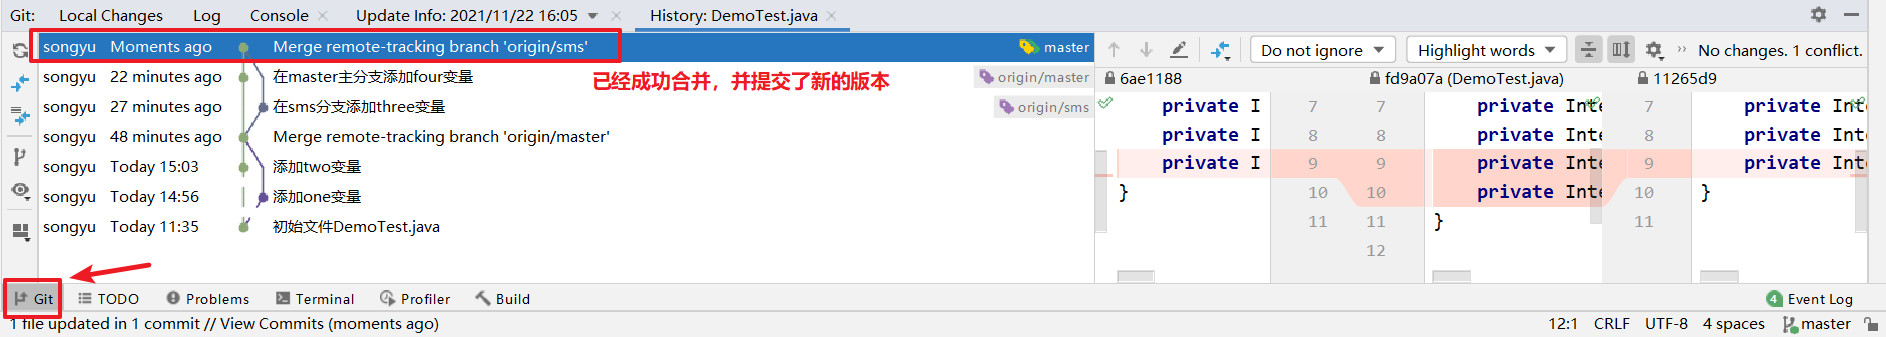 Git: Local Changes Log Console Update Info: 2021/11/22 16:05 History: DemoTest.java
songyu Moments ago Merge remote-tracking branch 'origin/sms' master
songyu 22 minutes ago 在master主分支添加four变量 origin/master
songyu 27 minutes ago 在sms分支添加three变量 origin/sms
songyu 48 minutes ago Merge remote-tracking branch 'origin/master'
songyu Today 15:03 添加two变量
songyu Today 14:56 添加one变量
songyu Today 11:35 初始文件DemoTest.java
已经成功合并，并提交了新的版本
Do not ignore Highlight words » No changes. 1 conflict.
6ae1188 fd9a07a (DemoTest.java) 11265d9
private I 7 7 private Inte 7 private Inte
private I 8 8 private Inte 8 private Inte
private I 9 9 private Inte 9 private Inte
} 10 10 private Inte 10 }
11 11 } 11
12
Git TODO Problems Terminal Profiler Build 4 Event Log
1 file updated in 1 commit // View Commits (moments ago) 12:1 CRLF UTF-8 4 spaces master